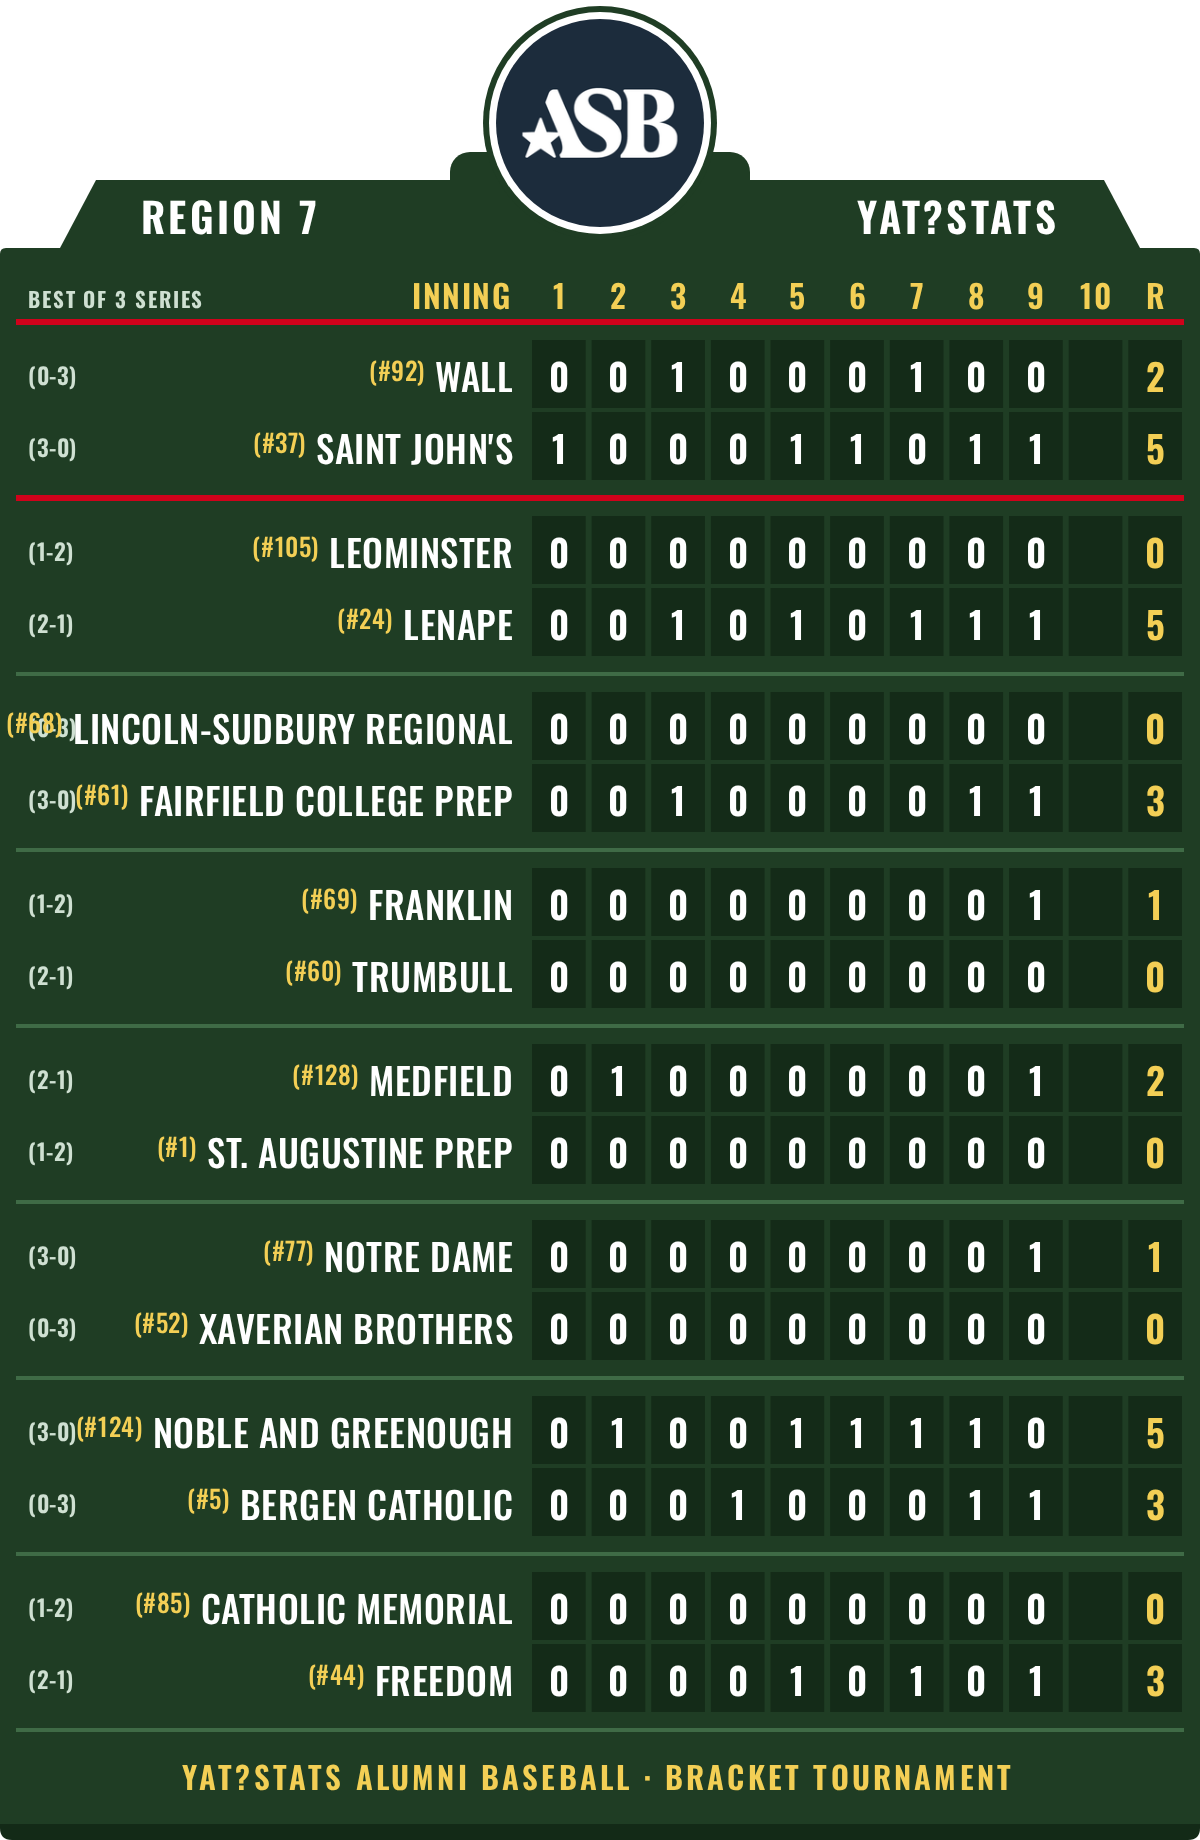 ASB
REGION 7 YAT?STATS
BEST OF 3 SERIES INNING 1 2 3 4 5 6 7 8 9 10 R
(0-3) (#92) WALL 0 0 1 0 0 0 1 0 0 2
(3-0) (#37) SAINT JOHN'S 1 0 0 0 1 1 0 1 1 5
(1-2) (#105) LEOMINSTER 0 0 0 0 0 0 0 0 0 0
(2-1) (#24) LENAPE 0 0 1 0 1 0 1 1 1 5
(0-3) (#68) LINCOLN-SUDBURY REGIONAL 0 0 0 0 0 0 0 0 0 0
(3-0) (#61) FAIRFIELD COLLEGE PREP 0 0 1 0 0 0 0 1 1 3
(1-2) (#69) FRANKLIN 0 0 0 0 0 0 0 0 1 1
(2-1) (#60) TRUMBULL 0 0 0 0 0 0 0 0 0 0
(2-1) (#128) MEDFIELD 0 1 0 0 0 0 0 0 1 2
(1-2) (#1) ST. AUGUSTINE PREP 0 0 0 0 0 0 0 0 0 0
(3-0) (#77) NOTRE DAME 0 0 0 0 0 0 0 0 1 1
(0-3) (#52) XAVERIAN BROTHERS 0 0 0 0 0 0 0 0 0 0
(3-0) (#124) NOBLE AND GREENOUGH 0 1 0 0 1 1 1 1 0 5
(0-3) (#5) BERGEN CATHOLIC 0 0 0 1 0 0 0 1 1 3
(1-2) (#85) CATHOLIC MEMORIAL 0 0 0 0 0 0 0 0 0 0
(2-1) (#44) FREEDOM 0 0 0 0 1 0 1 0 1 3
YAT?STATS ALUMNI BASEBALL · BRACKET TOURNAMENT